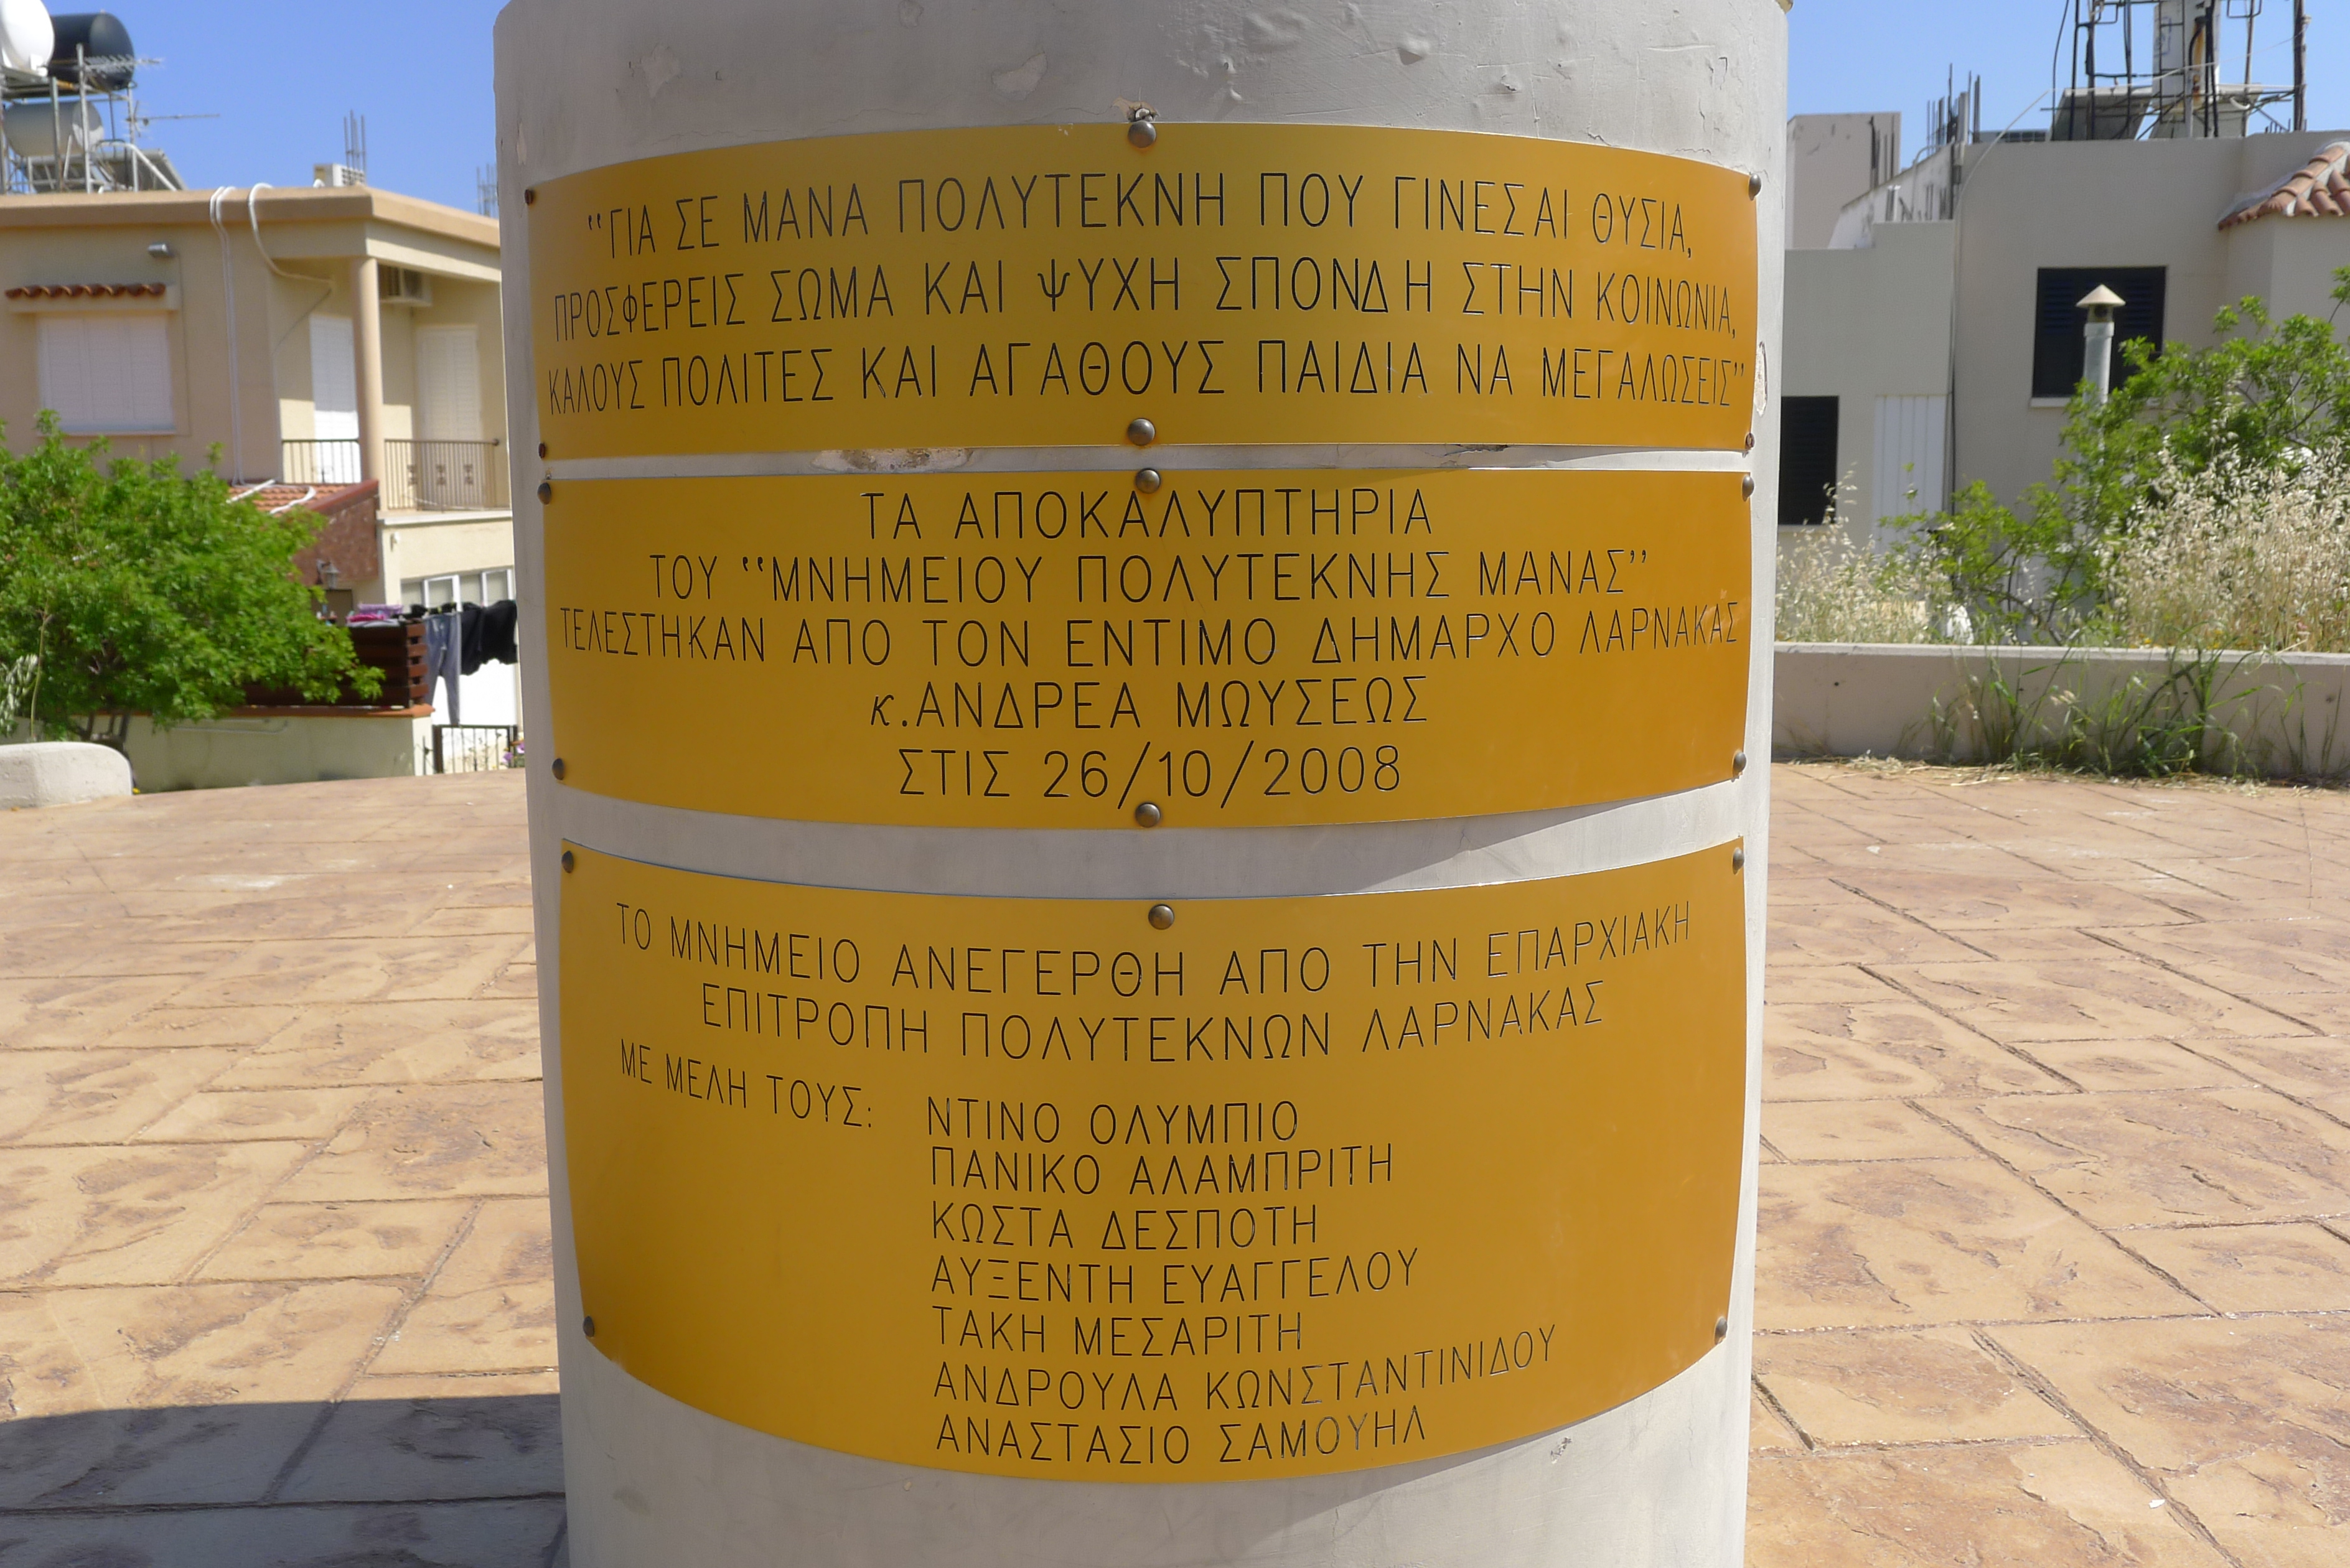 “ΓΙΑ ΣΕ ΜΑΝΑ ΠΟΛΥΤΕΚΝΗ ΠΟΥ ΓΙΝΕΣΑΙ ΘΥΣΙΑ,
ΠΡΟΣΦΕΡΕΙΣ ΣΩΜΑ ΚΑΙ ΨΥΧΗ ΣΠΟΝΔΗ ΣΤΗΝ ΚΟΙΝΩΝΙΑ,
ΚΑΛΟΥΣ ΠΟΛΙΤΕΣ ΚΑΙ ΑΓΑΘΟΥΣ ΠΑΙΔΙΑ ΝΑ ΜΕΓΑΛΩΣΕΙΣ”
ΤΑ ΑΠΟΚΑΛΥΠΤΗΡΙΑ
ΤΟΥ “ΜΝΗΜΕΙΟΥ ΠΟΛΥΤΕΚΝΗΣ ΜΑΝΑΣ”
ΤΕΛΕΣΤΗΚΑΝ ΑΠΟ ΤΟΝ ΕΝΤΙΜΟ ΔΗΜΑΡΧΟ ΛΑΡΝΑΚΑΣ
κ.ΑΝΔΡΕΑ ΜΩΥΣΕΩΣ
ΣΤΙΣ 26/10/2008
ΤΟ ΜΝΗΜΕΙΟ ΑΝΕΓΕΡΘΗ ΑΠΟ ΤΗΝ ΕΠΑΡΧΙΑΚΗ
ΕΠΙΤΡΟΠΗ ΠΟΛΥΤΕΚΝΩΝ ΛΑΡΝΑΚΑΣ
ΜΕ ΜΕΛΗ ΤΟΥΣ: ΝΤΙΝΟ ΟΛΥΜΠΙΟ
ΠΑΝΙΚΟ ΑΛΑΜΠΡΙΤΗ
ΚΩΣΤΑ ΔΕΣΠΟΤΗ
ΑΥΞΕΝΤΗ ΕΥΑΓΓΕΛΟΥ
ΤΑΚΗ ΜΕΣΑΡΙΤΗ
ΑΝΔΡΟΥΛΑ ΚΩΝΣΤΑΝΤΙΝΙΔΟΥ
ΑΝΑΣΤΑΣΙΟ ΣΑΜΟΥΗΛ